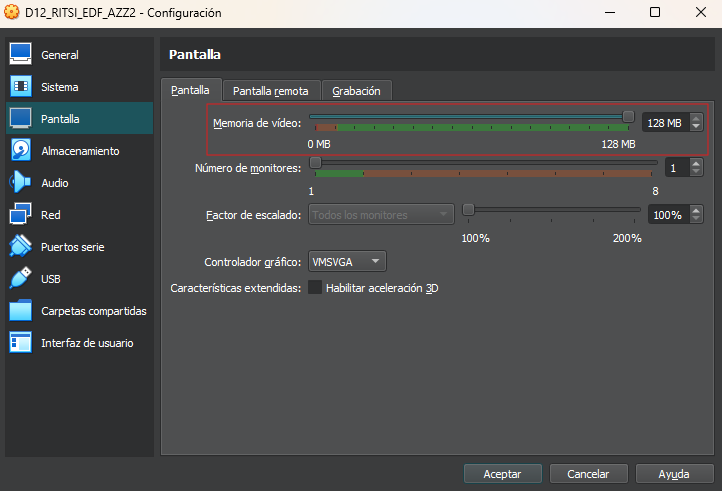 D12_RITSI_EDF_AZZ2 - Configuración
General
Sistema
Pantalla
Almacenamiento
Audio
Red
Puertos serie
USB
Carpetas compartidas
Interfaz de usuario
Pantalla
Pantalla Pantalla remota Grabación
Memoria de vídeo: 128 MB
0 MB 128 MB
Número de monitores: 1
1 8
Factor de escalado: Todos los monitores 100%
100% 200%
Controlador gráfico: VMSVGA
Características extendidas: Habilitar aceleración 3D
Aceptar Cancelar Ayuda